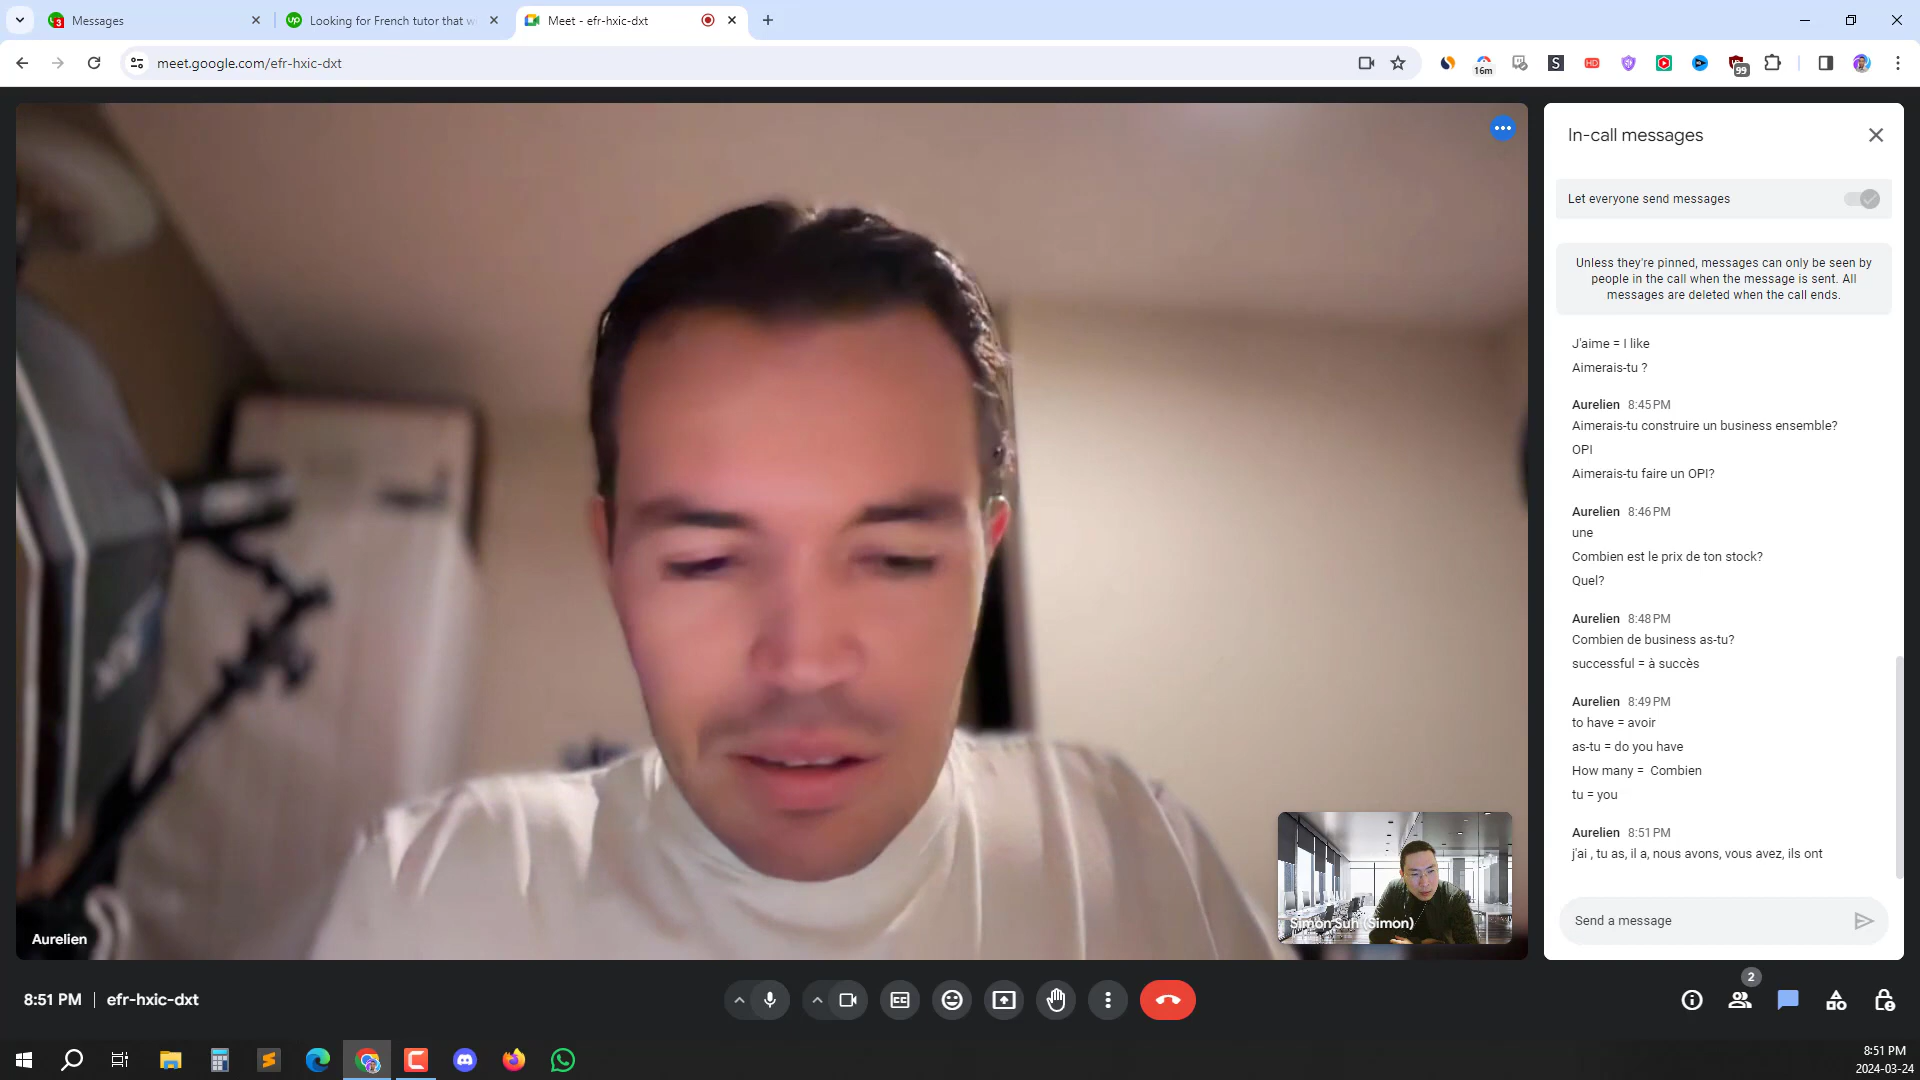 Messages
Looking for French tutor that w
Meet - efr-hxic-dxt
meet.google.com/efr-hxic-dxt
16m
S
HD
99
In-call messages
Let everyone send messages
Unless they're pinned, messages can only be seen by
people in the call when the message is sent. All
messages are deleted when the call ends.
J'aime = I like
Aimerais-tu ?
Aurelien 8:45 PM
Aimerais-tu construire un business ensemble?
OPI
Aimerais-tu faire un OPI?
Aurelien 8:46 PM
une
Combien est le prix de ton stock?
Quel?
Aurelien 8:48 PM
Combien de business as-tu?
successful = à succès
Aurelien 8:49 PM
to have = avoir
as-tu = do you have
How many = Combien
tu = you
Aurelien 8:51 PM
j'ai , tu as, il a, nous avons, vous avez, ils ont
Send a message
Simon Suh (Simon)
Aurelien
8:51 PM | efr-hxic-dxt
2
8:51 PM
2024-03-24